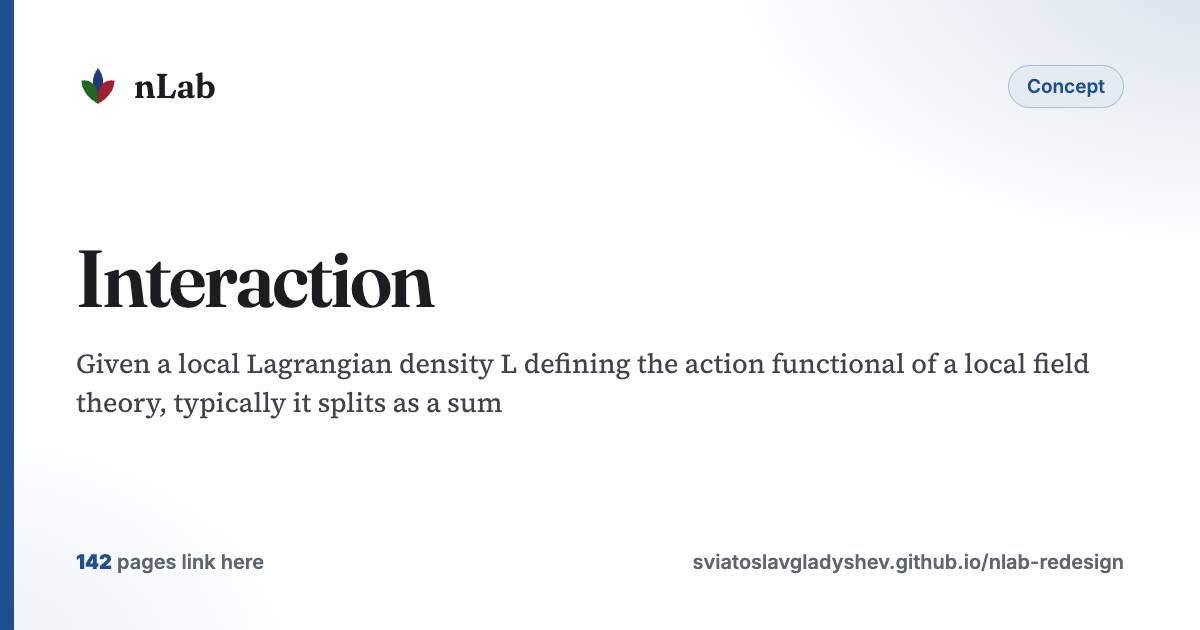 nLab
Concept
Interaction
Given a local Lagrangian density L defining the action functional of a local field
theory, typically it splits as a sum
142 pages link here
sviatoslavgladyshev.github.io/nlab-redesign